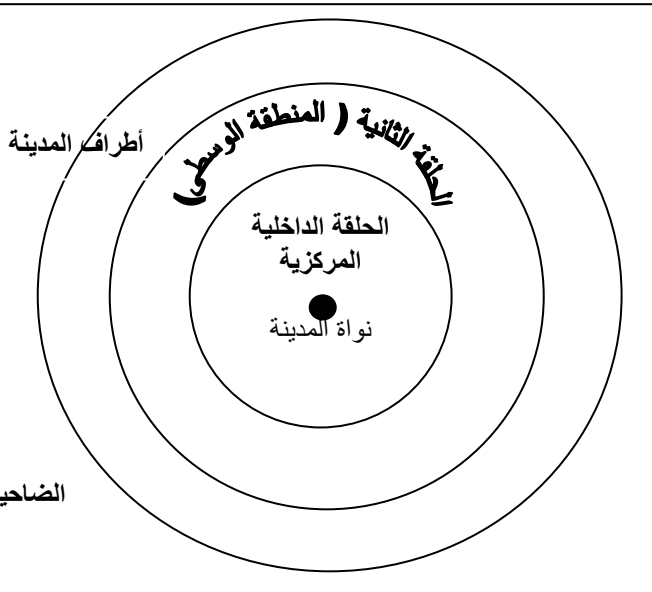 الحلقة الثانية ( المنطقة الوسطى)
أطراف المدينة
الحلقة الداخلية
المركزية
نواة المدينة